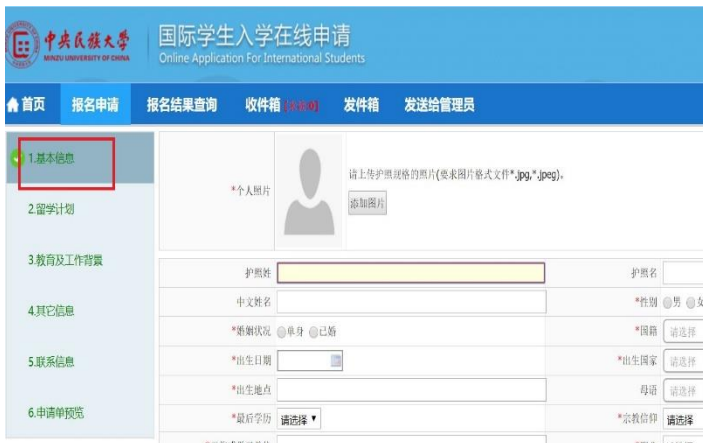 中央民族大学
MINZU UNIVERSITY OF CHINA
国际学生入学在线申请
Online Application For International Students
首页 报名申请 报名结果查询 收件箱 发件箱 发送给管理员
1.基本信息
2.留学计划
3.教育及工作背景
4.其它信息
5.联系信息
6.申请单预览
*个人照片
请上传护照规格的照片(要求图片格式文件*.jpg,*.jpeg)。
添加图片
护照姓 护照名
中文姓名 *性别 男 女
*婚姻状况 单身 已婚 *国籍 请选择
*出生日期 *出生国家 请选择
*出生地点 母语 请选择
*最后学历 请选择 *宗教信仰 请选择